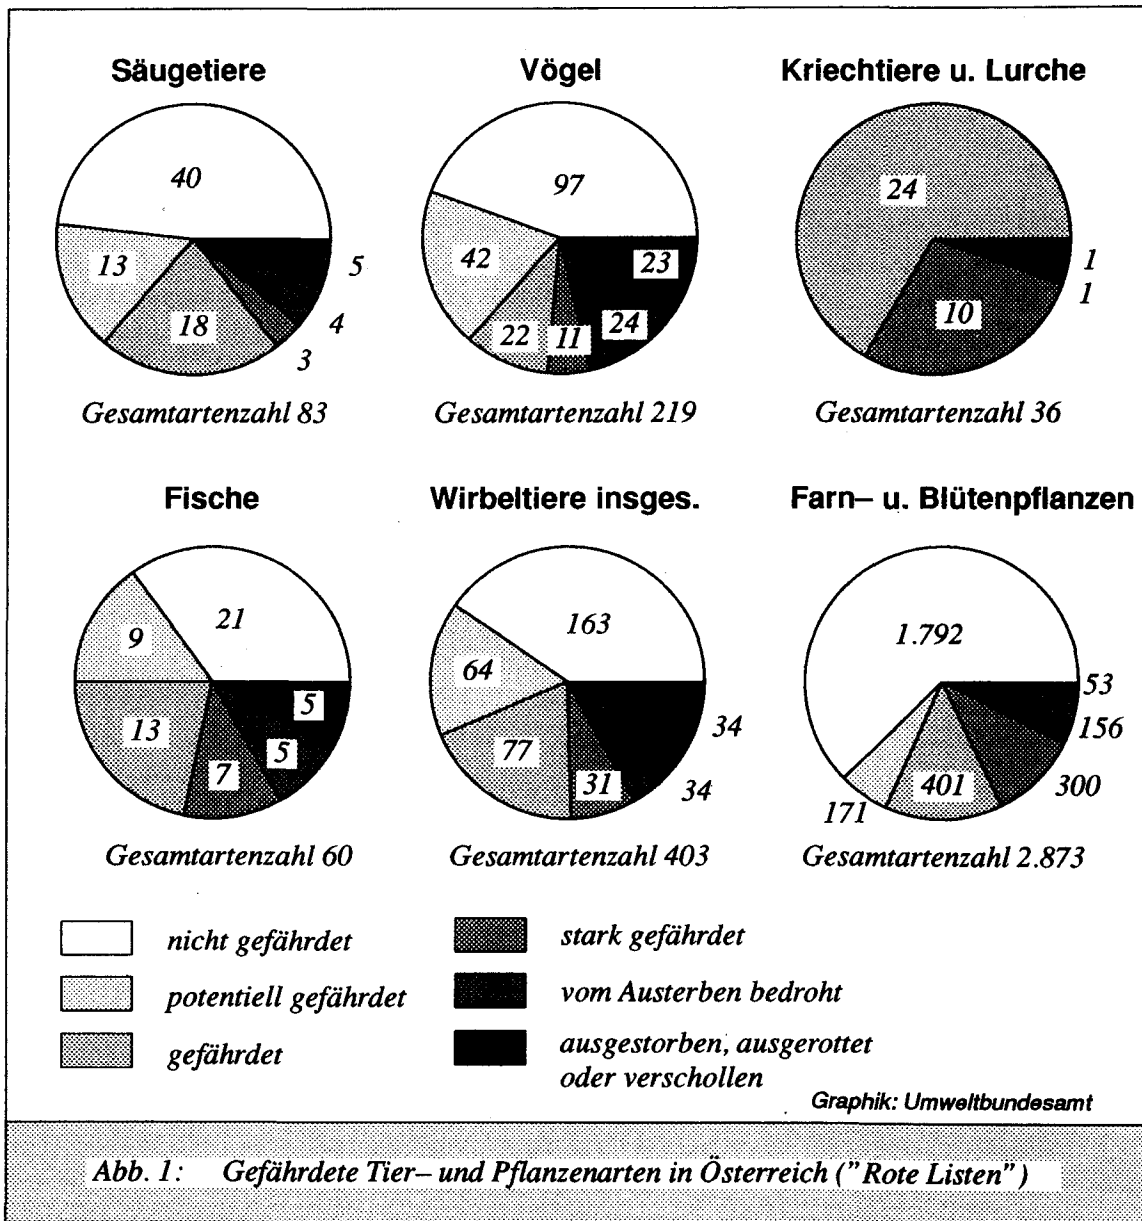 Säugetiere
40
13
18
5
4
3
Gesamtartenzahl 83
Vögel
97
42
22
11
24
23
Gesamtartenzahl 219
Kriechtiere u. Lurche
24
10
1
1
Gesamtartenzahl 36
Fische
21
9
13
7
5
5
Gesamtartenzahl 60
Wirbeltiere insges.
163
64
77
31
34
34
Gesamtartenzahl 403
Farn– u. Blütenpflanzen
1.792
53
156
300
401
171
Gesamtartenzahl 2.873
nicht gefährdet
potentiell gefährdet
gefährdet
stark gefährdet
vom Austerben bedroht
ausgestorben, ausgerottet
oder verschollen
Graphik: Umweltbundesamt
Abb. 1: Gefährdete Tier– und Pflanzenarten in Österreich ("Rote Listen")